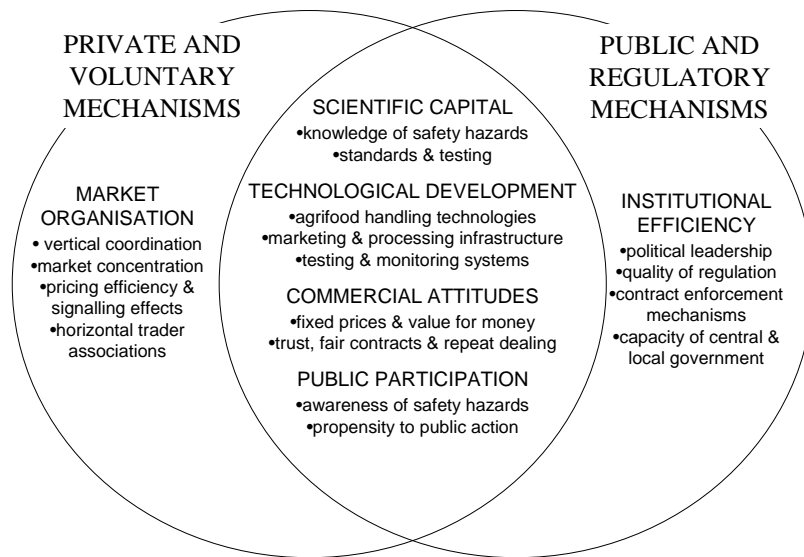 PRIVATE AND
VOLUNTARY
MECHANISMS
PUBLIC AND
REGULATORY
MECHANISMS
SCIENTIFIC CAPITAL
•knowledge of safety hazards
•standards & testing
MARKET
ORGANISATION
• vertical coordination
•market concentration
•pricing efficiency &
signalling effects
•horizontal trader
associations
TECHNOLOGICAL DEVELOPMENT
•agrifood handling technologies
•marketing & processing infrastructure
•testing & monitoring systems
COMMERCIAL ATTITUDES
•fixed prices & value for money
•trust, fair contracts & repeat dealing
PUBLIC PARTICIPATION
•awareness of safety hazards
•propensity to public action
INSTITUTIONAL
EFFICIENCY
•political leadership
•quality of regulation
•contract enforcement
mechanisms
•capacity of central &
local government